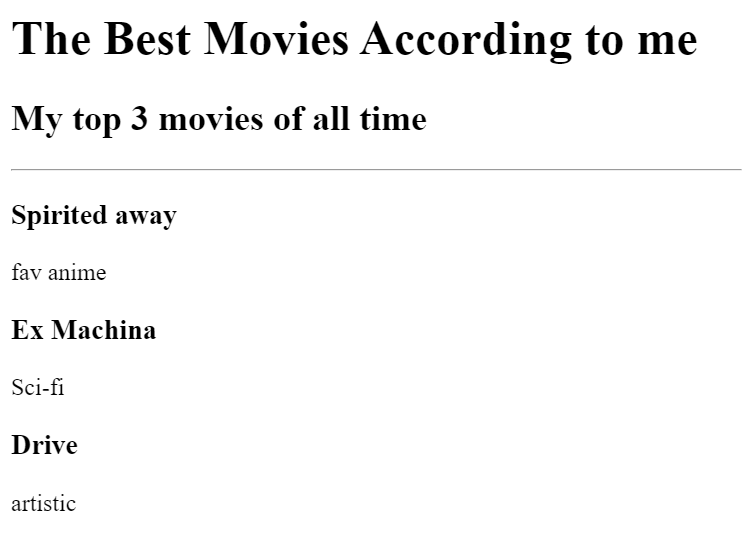 The Best Movies According to me
My top 3 movies of all time
Spirited away
fav anime
Ex Machina
Sci-fi
Drive
artistic